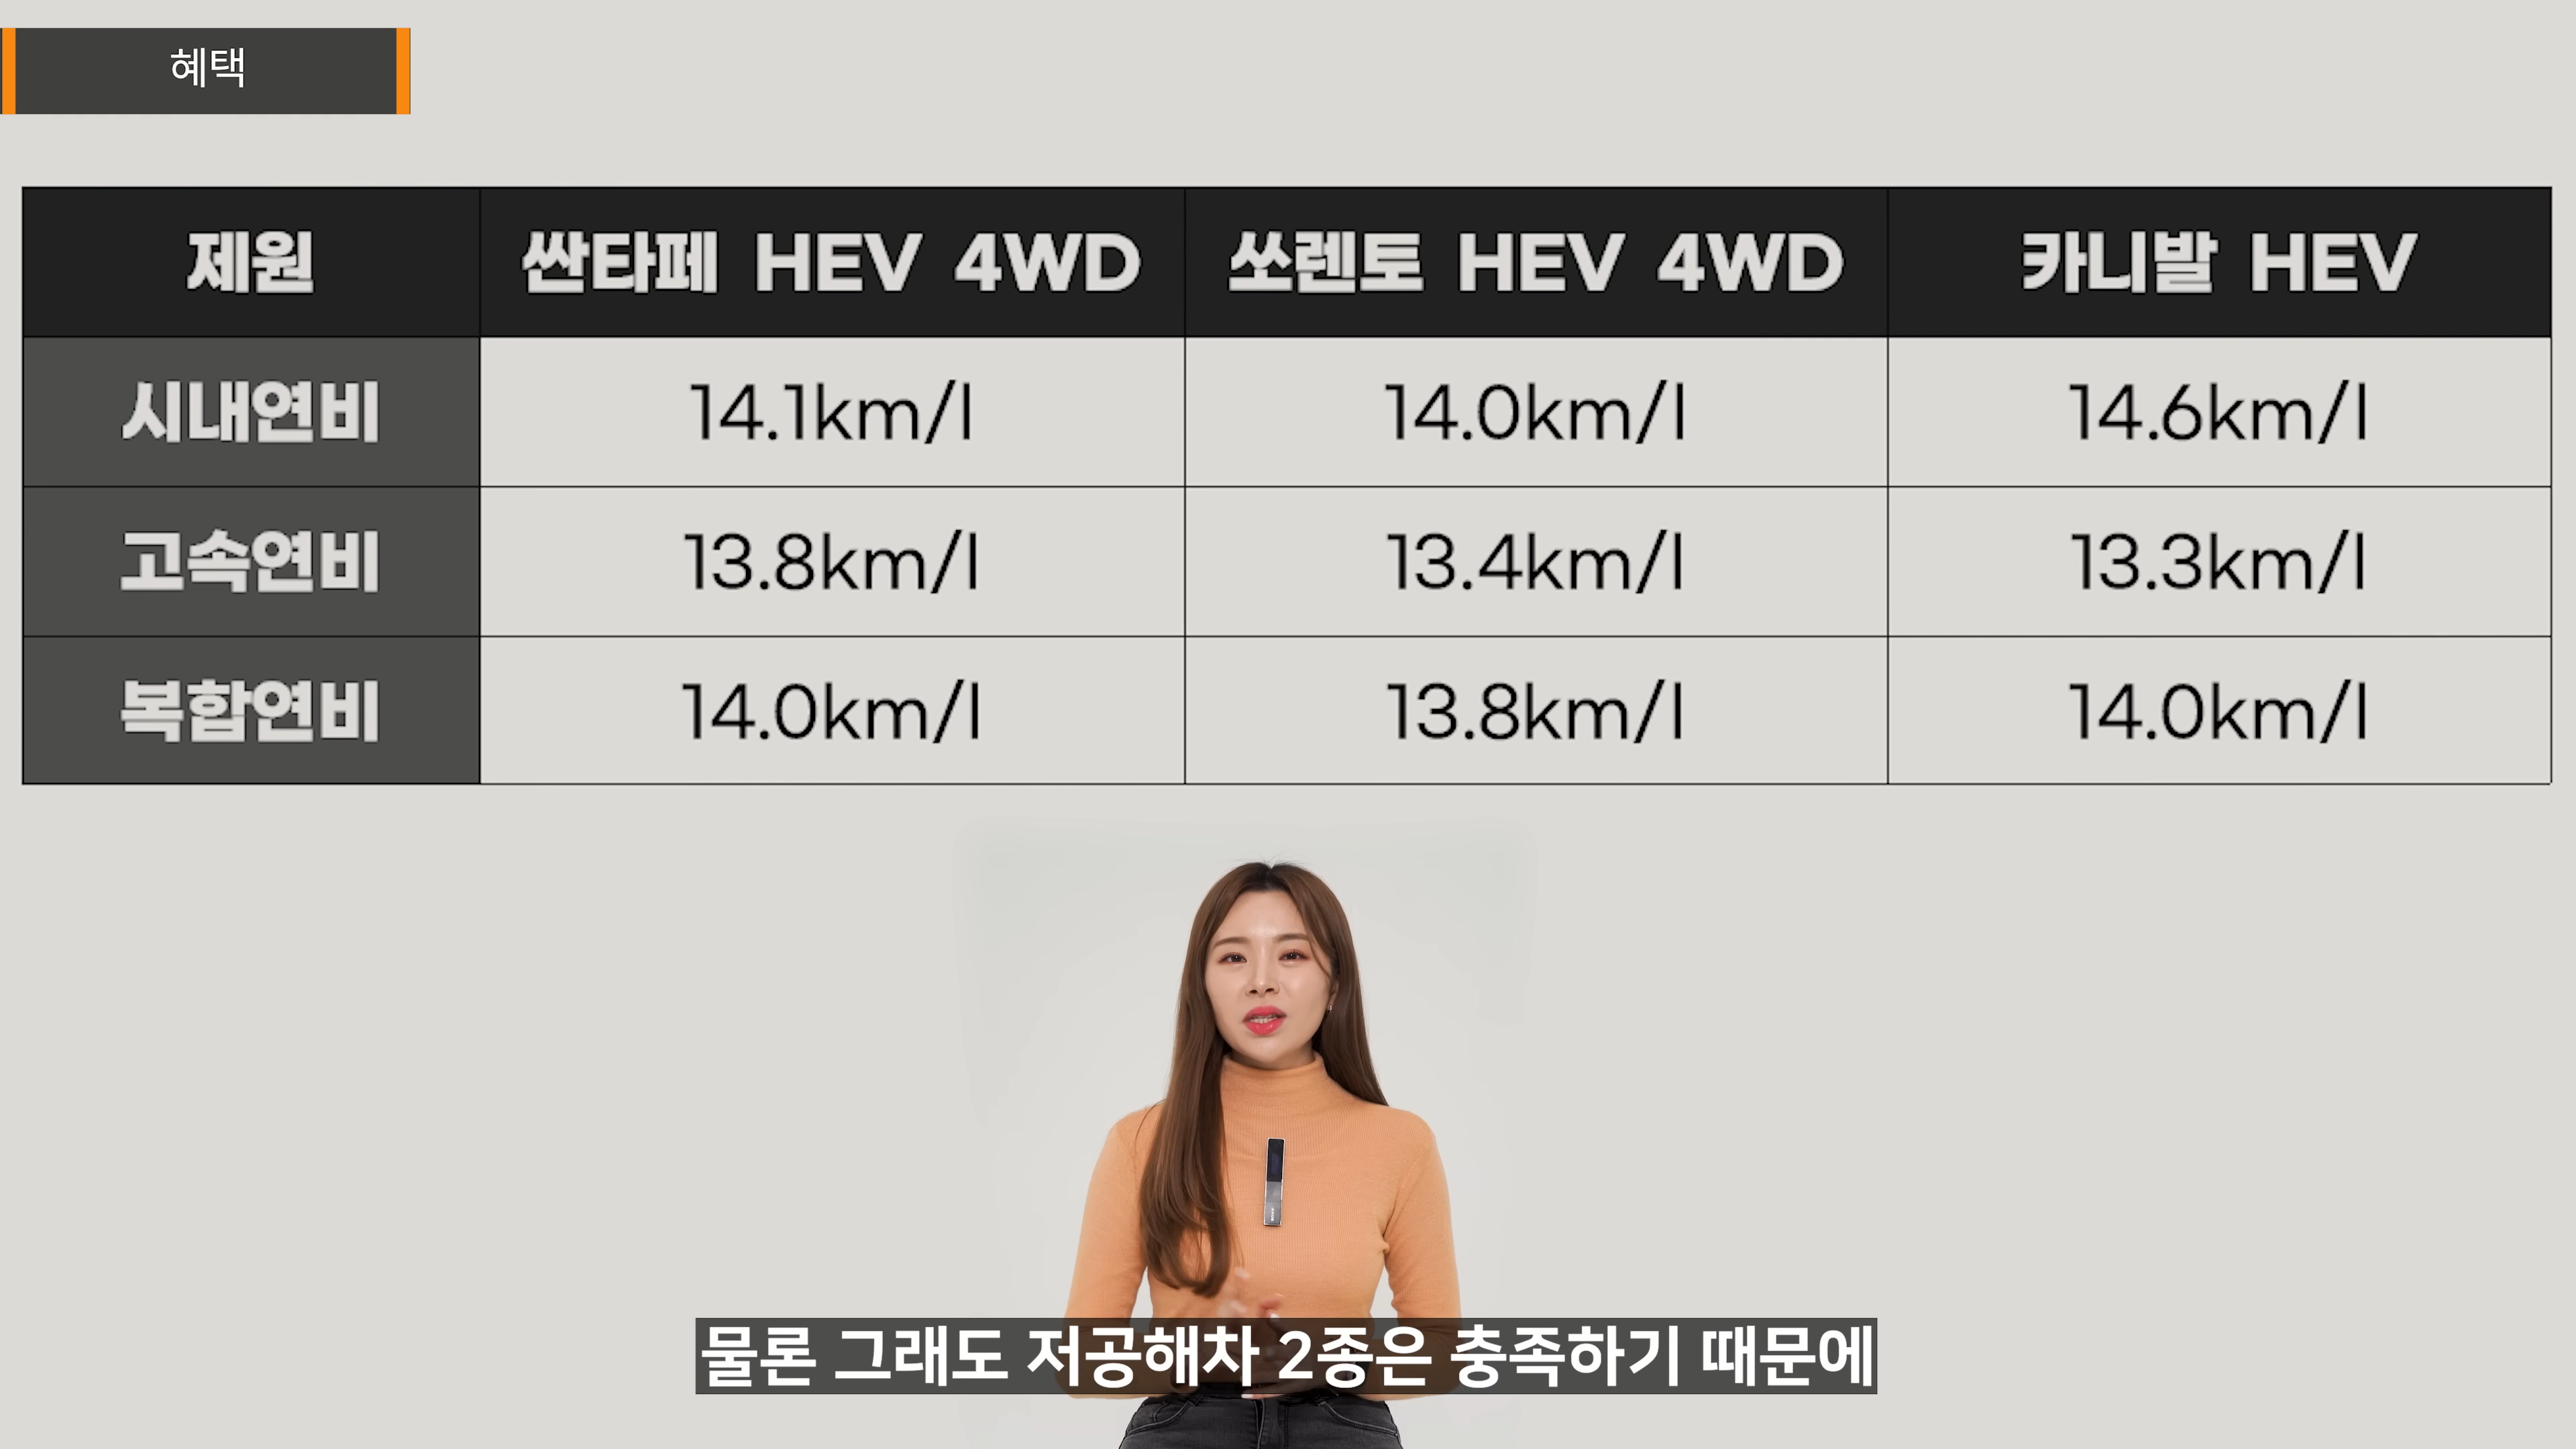 혜택
제원 싼타페 HEV 4WD 쏘렌토 HEV 4WD 카니발 HEV
시내연비 14.1km/l 14.0km/l 14.6km/l
고속연비 13.8km/l 13.4km/l 13.3km/l
복합연비 14.0km/l 13.8km/l 14.0km/l
물론 그래도 저공해차 2종은 충족하기 때문에